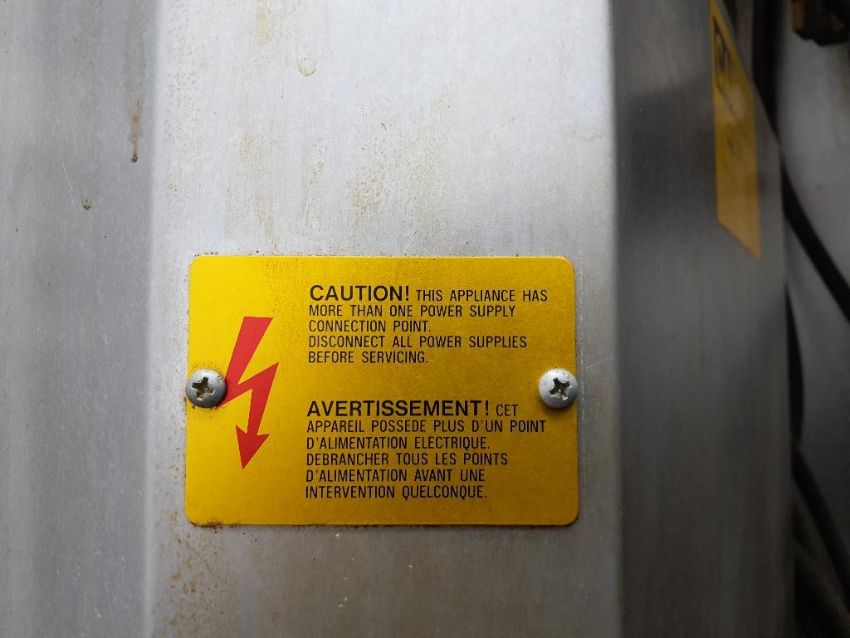 CAUTION! THIS APPLIANCE HAS
MORE THAN ONE POWER SUPPLY
CONNECTION POINT.
DISCONNECT ALL POWER SUPPLIES
BEFORE SERVICING.
AVERTISSEMENT! CET
APPAREIL POSSEDE PLUS D'UN POINT
D'ALIMENTATION ELECTRIQUE.
DEBRANCHER TOUS LES POINTS
D'ALIMENTATION AVANT UNE
INTERVENTION QUELCONQUE.